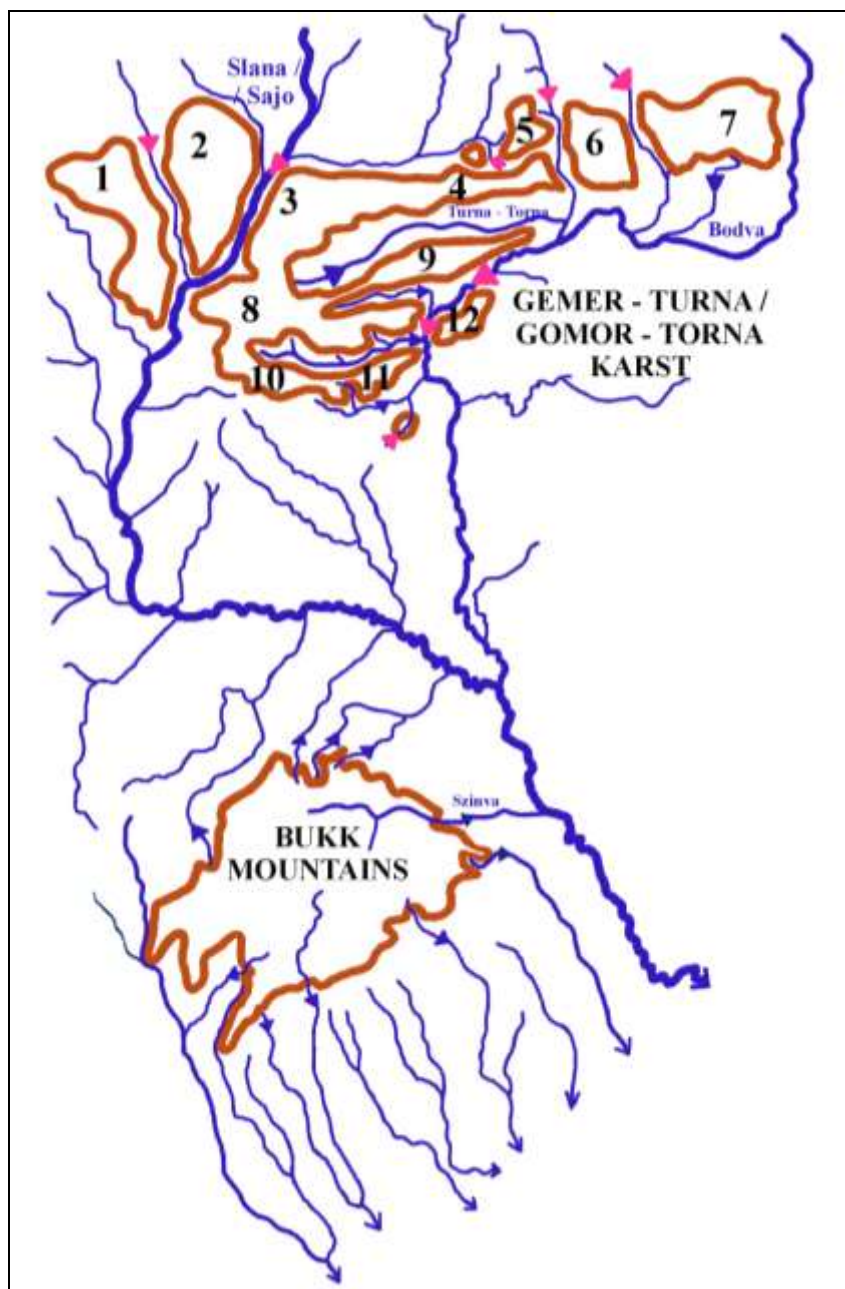 Slana /
/ Sajo
1
2
3
4
5
6
7
Turna - Torna
Bodva
8
9
GEMER - TURNA /
GOMOR - TORNA
KARST
12
10
11
Szinva
BUKK
MOUNTAINS